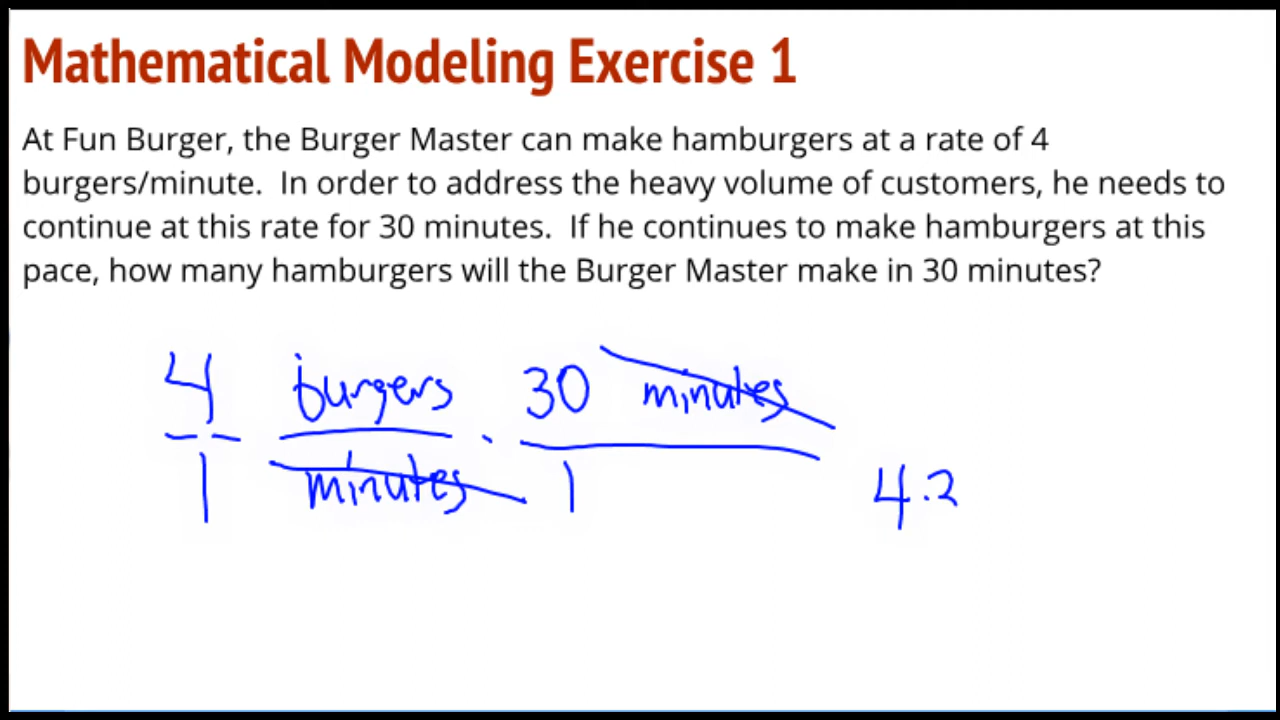 Mathematical Modeling Exercise 1
At Fun Burger, the Burger Master can make hamburgers at a rate of 4
burgers/minute. In order to address the heavy volume of customers, he needs to
continue at this rate for 30 minutes. If he continues to make hamburgers at this
pace, how many hamburgers will the Burger Master make in 30 minutes?
4 burgers 30 minutes
1 minutes · 1
4.2